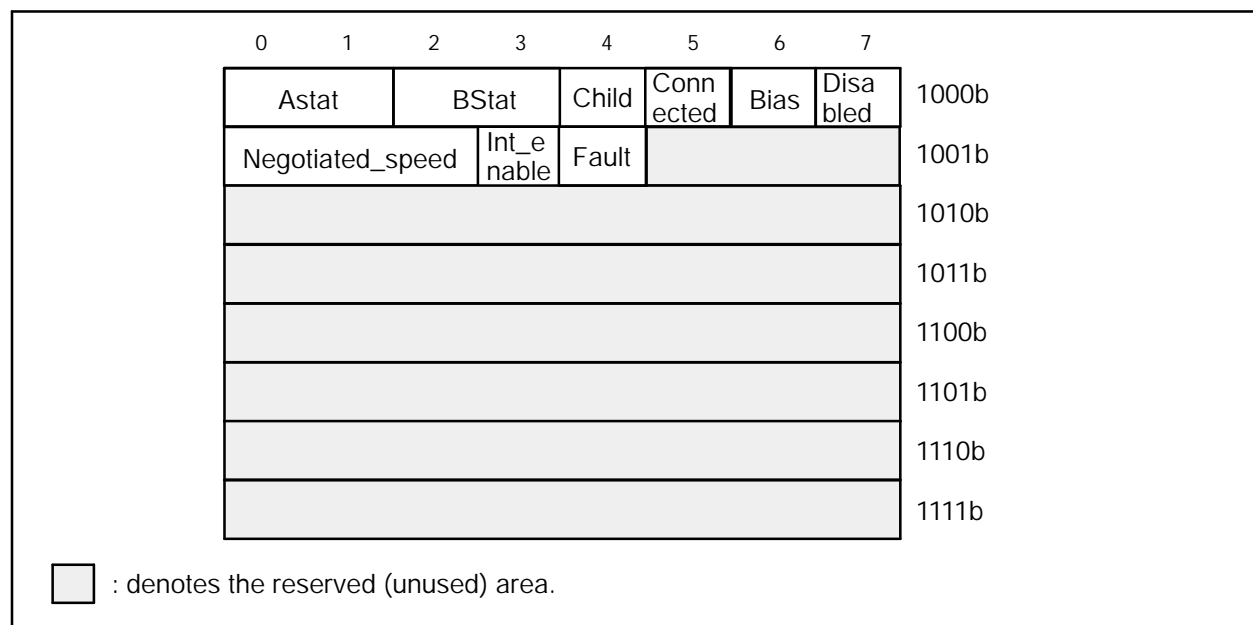 0 1 2 3 4 5 6 7
Astat BStat Child Conn
ected Bias Disa
bled 1000b
Negotiated_speed Int_e
nable Fault 1001b
1010b
1011b
1100b
1101b
1110b
1111b
: denotes the reserved (unused) area.